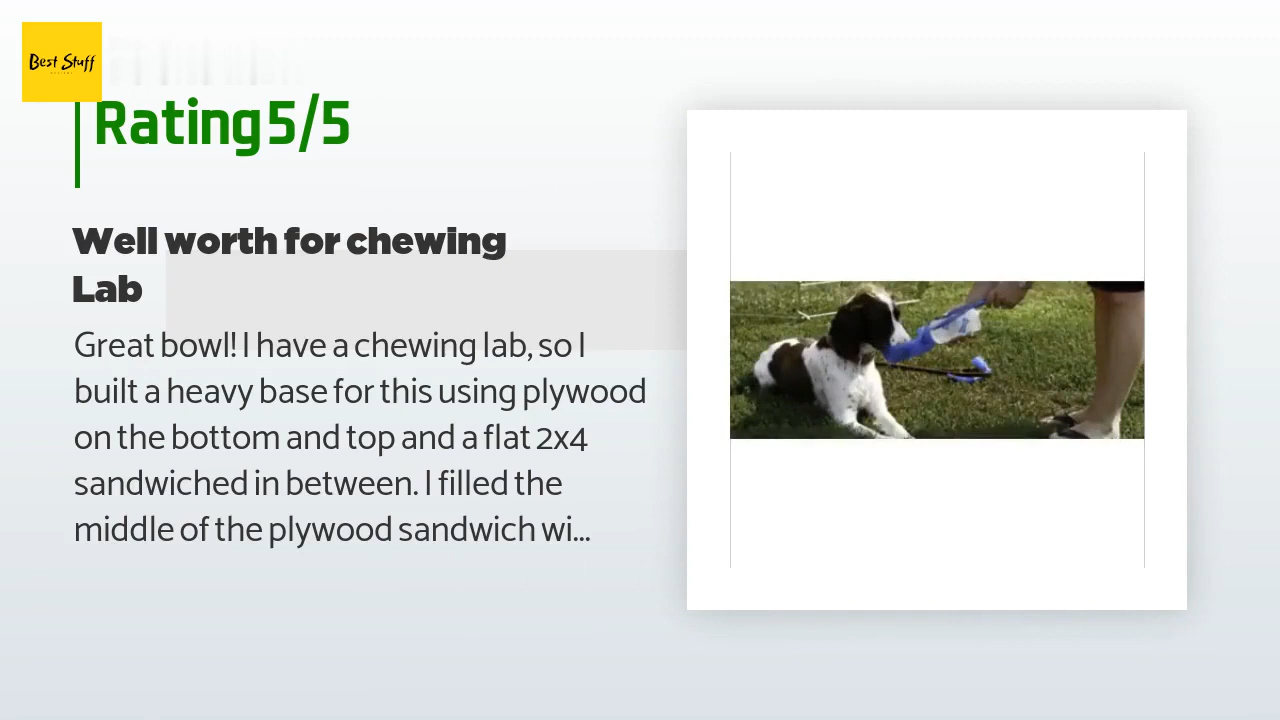 Best Stuff
Rating 5/5
Well worth for chewing
Lab
Great bowl! I have a chewing lab, so I
built a heavy base for this using plywood
on the bottom and top and a flat 2x4
sandwiched in between. I filled the
middle of the plywood sandwich wi...